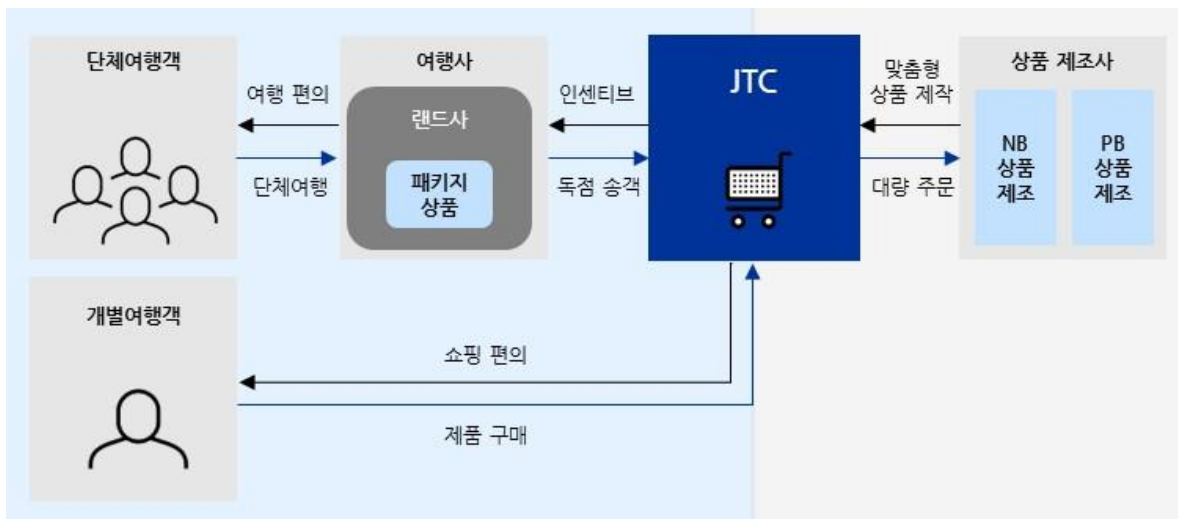 단체여행객
여행 편의
단체여행
여행사
랜드사
패키지
상품
인센티브
독점 송객
JTC
맞춤형
상품 제작
대량 주문
상품 제조사
NB
상품
제조
PB
상품
제조
개별여행객
쇼핑 편의
제품 구매